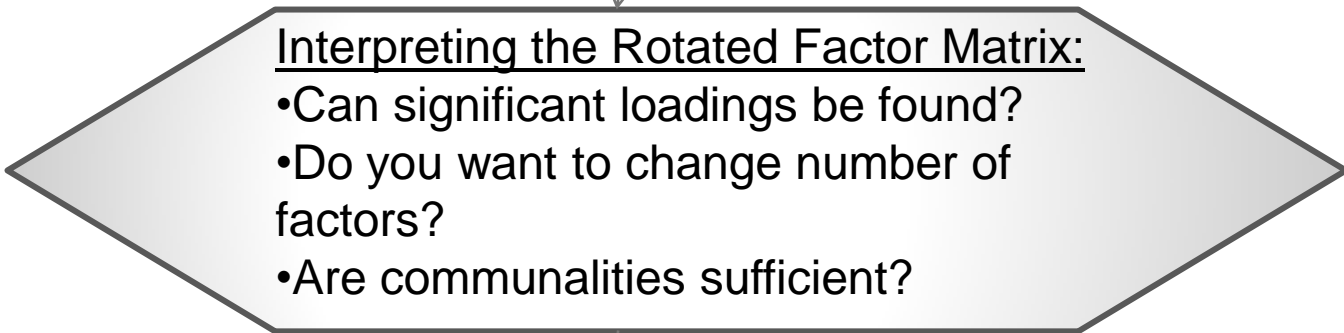 Interpreting the Rotated Factor Matrix:
•Can significant loadings be found?
•Do you want to change number of
factors?
•Are communalities sufficient?